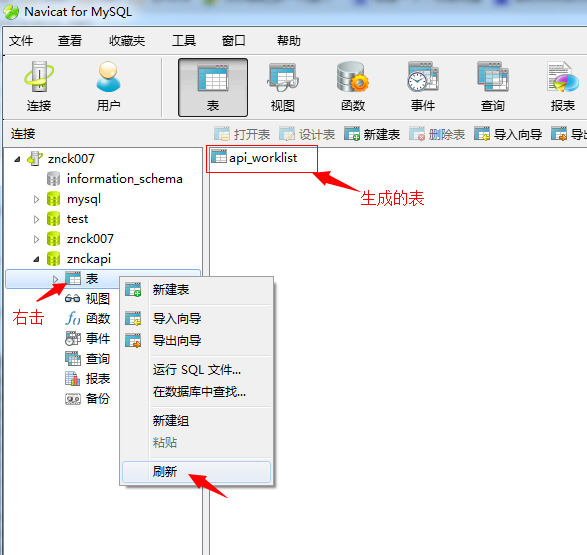 Navicat for MySQL
文件 查看 收藏夹 工具 窗口 帮助
连接 用户 表 视图 函数 事件 查询 报表
连接 打开表 设计表 新建表 删除表 导入向导 导出
znck007
api_worklist
information_schema
mysql
生成的表
test
znck007
znckapi
表
右击
视图
函数
事件
查询
报表
备份
新建表
导入向导
导出向导
运行 SQL 文件...
在数据库中查找...
新建组
粘贴
刷新